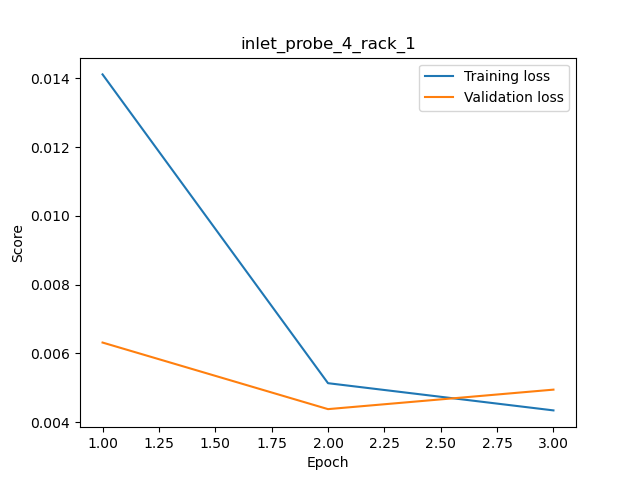 inlet_probe_4_rack_1
Training loss
Validation loss
Score
0.014
0.012
0.010
0.008
0.006
0.004
1.00 1.25 1.50 1.75 2.00 2.25 2.50 2.75 3.00
Epoch